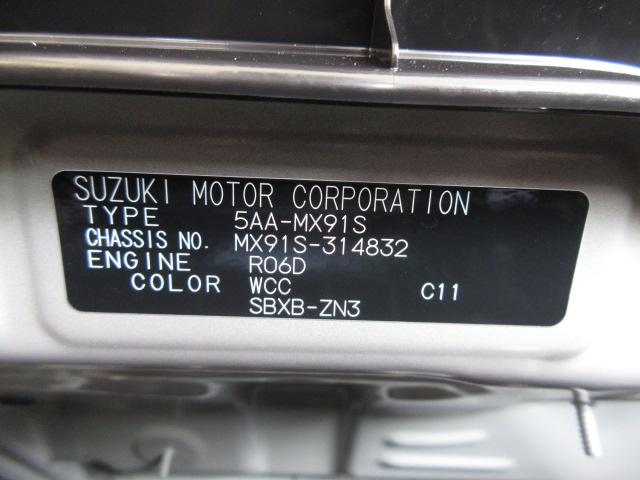 SUZUKI MOTOR CORPORATION
TYPE 5AA-MX91S
CHASSIS NO. MX91S-314832
ENGINE R06D
COLOR WCC C11
SBXB-ZN3